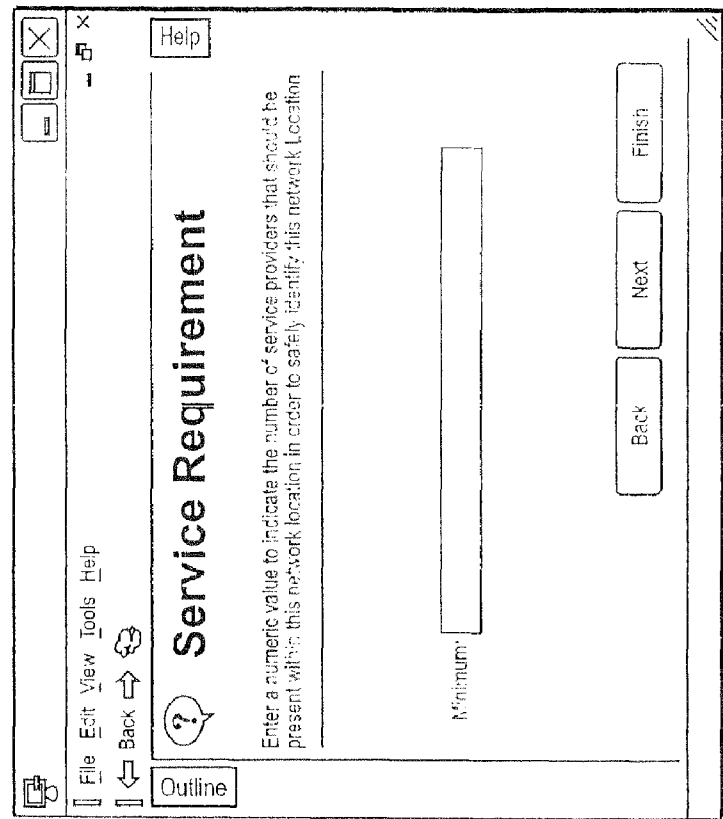 File Edit View Tools Help
Back
Outline
Help
Service Requirement
Enter a numeric value to indicate the number of service providers that should be
present within this network location in order to safely identify this network Location
Minimum:
Back
Next
Finish